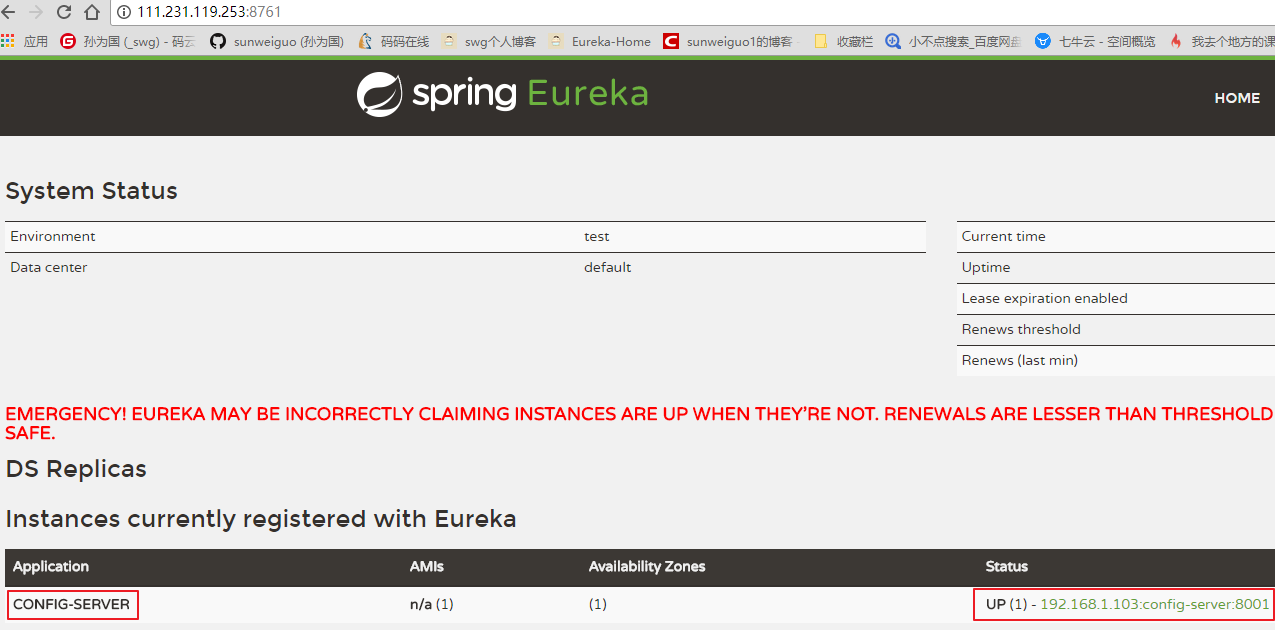 111.231.119.253:8761
应用 孙为国 (_swg) - 码云 sunweiguo (孙为国) 码码在线 swg个人博客 Eureka-Home sunweiguo1的博客 收藏栏 小不点搜索_百度网盘 七牛云 - 空间概览 我去个地方的课
spring Eureka
HOME
System Status
Environment test
Data center default
Current time
Uptime
Lease expiration enabled
Renews threshold
Renews (last min)
EMERGENCY! EUREKA MAY BE INCORRECTLY CLAIMING INSTANCES ARE UP WHEN THEY'RE NOT. RENEWALS ARE LESSER THAN THRESHOLD
SAFE.
DS Replicas
Instances currently registered with Eureka
Application AMIs Availability Zones Status
CONFIG-SERVER n/a (1) (1) UP (1) - 192.168.1.103:config-server:8001